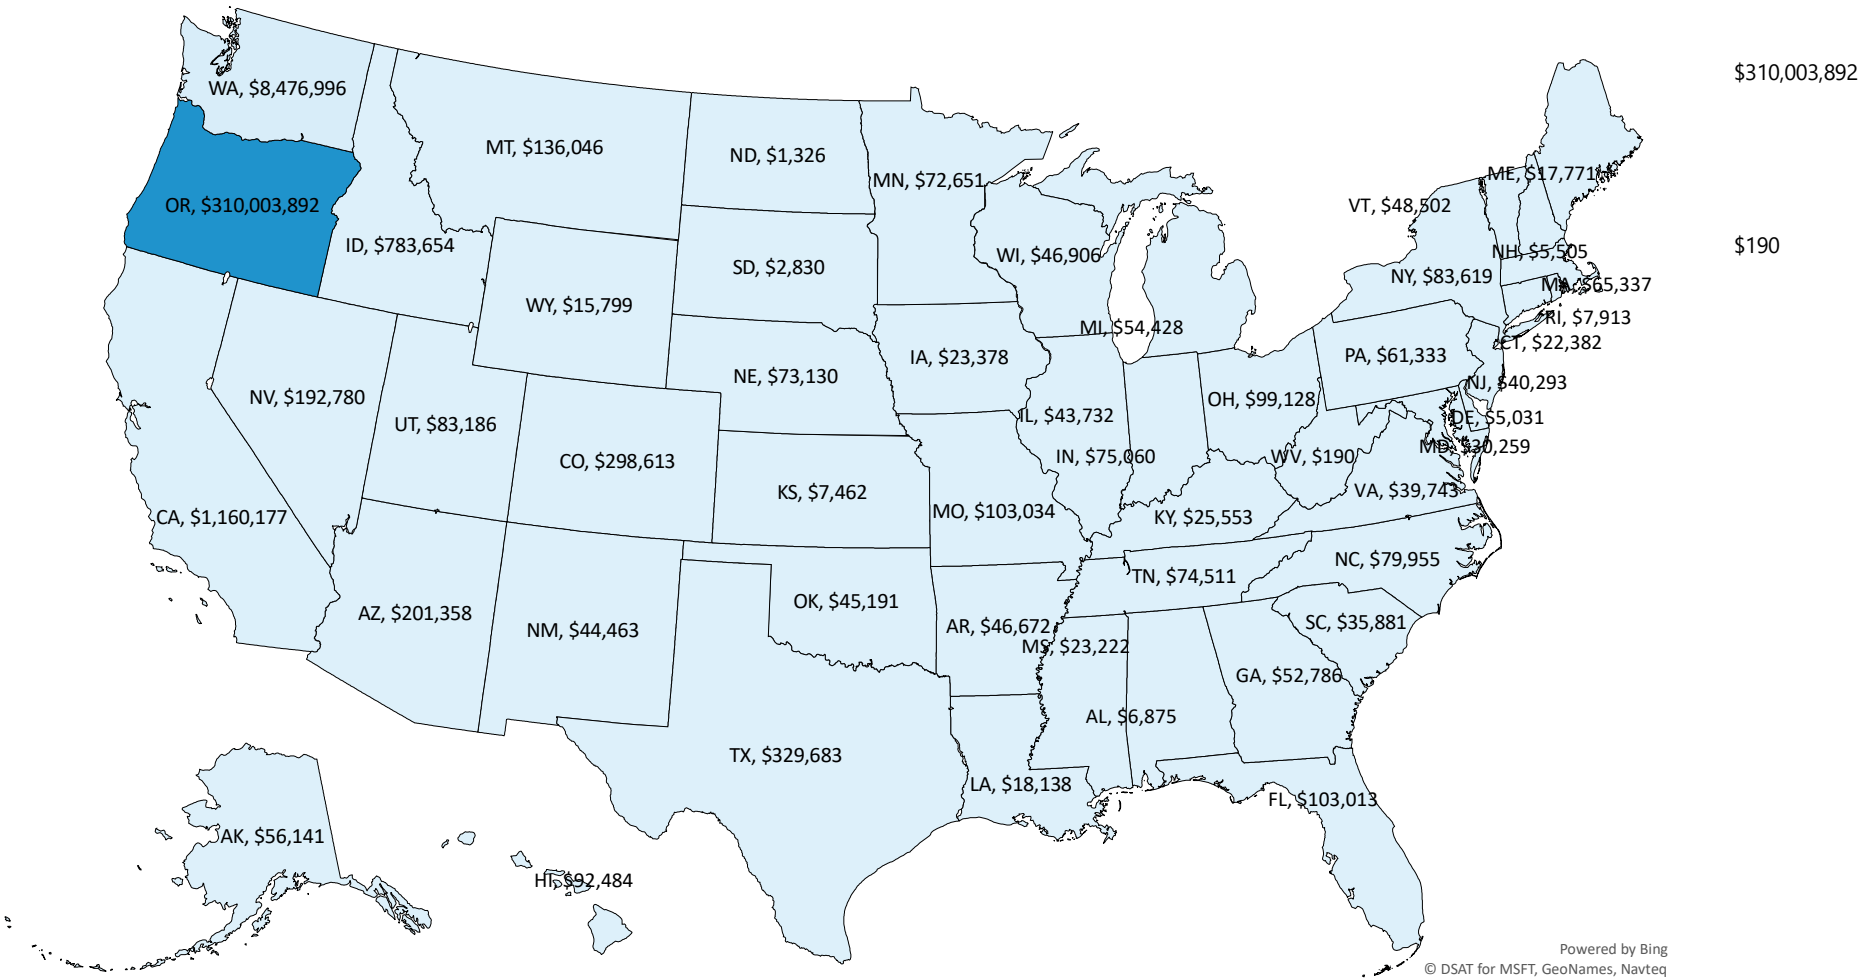 $310,003,892
WA, $8,476,996
MT, $136,046
ND, $1,326
MN, $72,651
ME, $17,771
VT, $48,502
OR, $310,003,892
ID, $783,654
$190
NH, $5,505
WI, $46,906
SD, $2,830
NY, $83,619
MA, $65,337
WY, $15,799
RI, $7,913
MI, $54,428
CT, $22,382
IA, $23,378
PA, $61,333
NE, $73,130
NJ, $40,293
NV, $192,780
OH, $99,128
IL, $43,732
DE, $5,031
UT, $83,186
MD, $30,259
CO, $298,613
IN, $75,060
WV, $190
KS, $7,462
VA, $39,743
CA, $1,160,177
MO, $103,034
KY, $25,553
NC, $79,955
TN, $74,511
OK, $45,191
AZ, $201,358
NM, $44,463
AR, $46,672
SC, $35,881
MS, $23,222
GA, $52,786
AL, $6,875
TX, $329,683
LA, $18,138
FL, $103,013
AK, $56,141
HI, $92,484
Powered by Bing
© DSAT for MSFT, GeoNames, Navteq